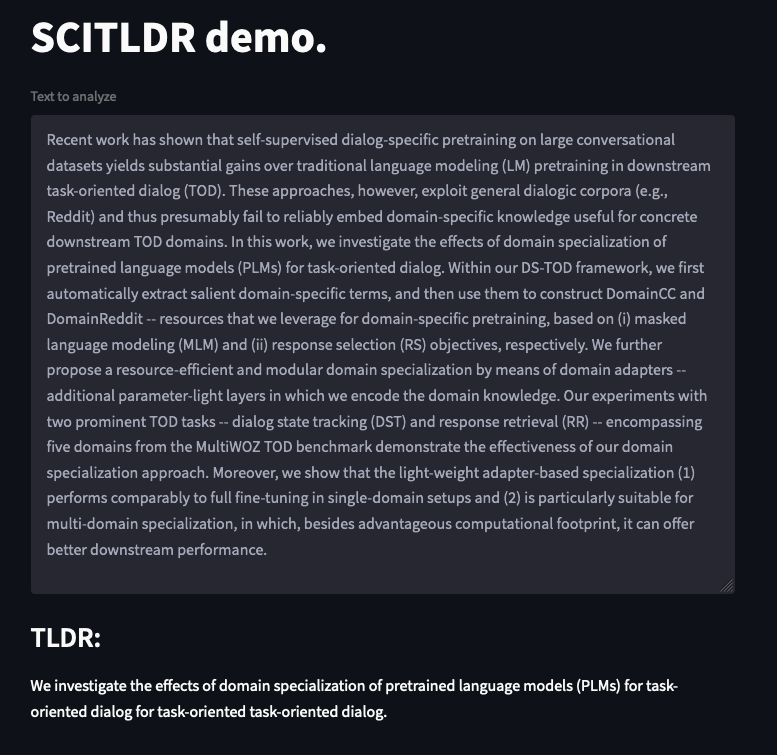 SCITLDR demo.
Text to analyze
Recent work has shown that self-supervised dialog-specific pretraining on large conversational
datasets yields substantial gains over traditional language modeling (LM) pretraining in downstream
task-oriented dialog (TOD). These approaches, however, exploit general dialogic corpora (e.g.,
Reddit) and thus presumably fail to reliably embed domain-specific knowledge useful for concrete
downstream TOD domains. In this work, we investigate the effects of domain specialization of
pretrained language models (PLMs) for task-oriented dialog. Within our DS-TOD framework, we first
automatically extract salient domain-specific terms, and then use them to construct DomainCC and
DomainReddit -- resources that we leverage for domain-specific pretraining, based on (i) masked
language modeling (MLM) and (ii) response selection (RS) objectives, respectively. We further
propose a resource-efficient and modular domain specialization by means of domain adapters --
additional parameter-light layers in which we encode the domain knowledge. Our experiments with
two prominent TOD tasks -- dialog state tracking (DST) and response retrieval (RR) -- encompassing
five domains from the MultiWOZ TOD benchmark demonstrate the effectiveness of our domain
specialization approach. Moreover, we show that the light-weight adapter-based specialization (1)
performs comparably to full fine-tuning in single-domain setups and (2) is particularly suitable for
multi-domain specialization, in which, besides advantageous computational footprint, it can offer
better downstream performance.
TLDR:
We investigate the effects of domain specialization of pretrained language models (PLMs) for task-
oriented dialog for task-oriented task-oriented dialog.